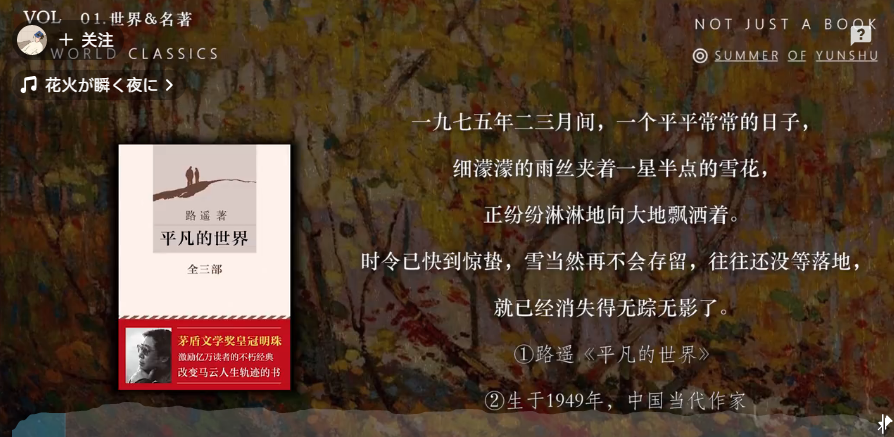 VOL 01.世界&名著
+ 关注
WORLD CLASSICS
花火が瞬く夜に >
NOT JUST A BOOK
?
SUMMER OF YUNSHU
路遥 著
平凡的世界
全三部
茅盾文学奖皇冠明珠
激励亿万读者的不朽经典
改变马云人生轨迹的书
一九七五年二三月间，一个平平常常的日子，
细濛濛的雨丝夹着一星半点的雪花，
正纷纷淋淋地向大地飘洒着。
时令已快到惊蛰，雪当然再不会存留，往往还没等落地，
就已经消失得无踪无影了。
①路遥《平凡的世界》
②生于1949年，中国当代作家